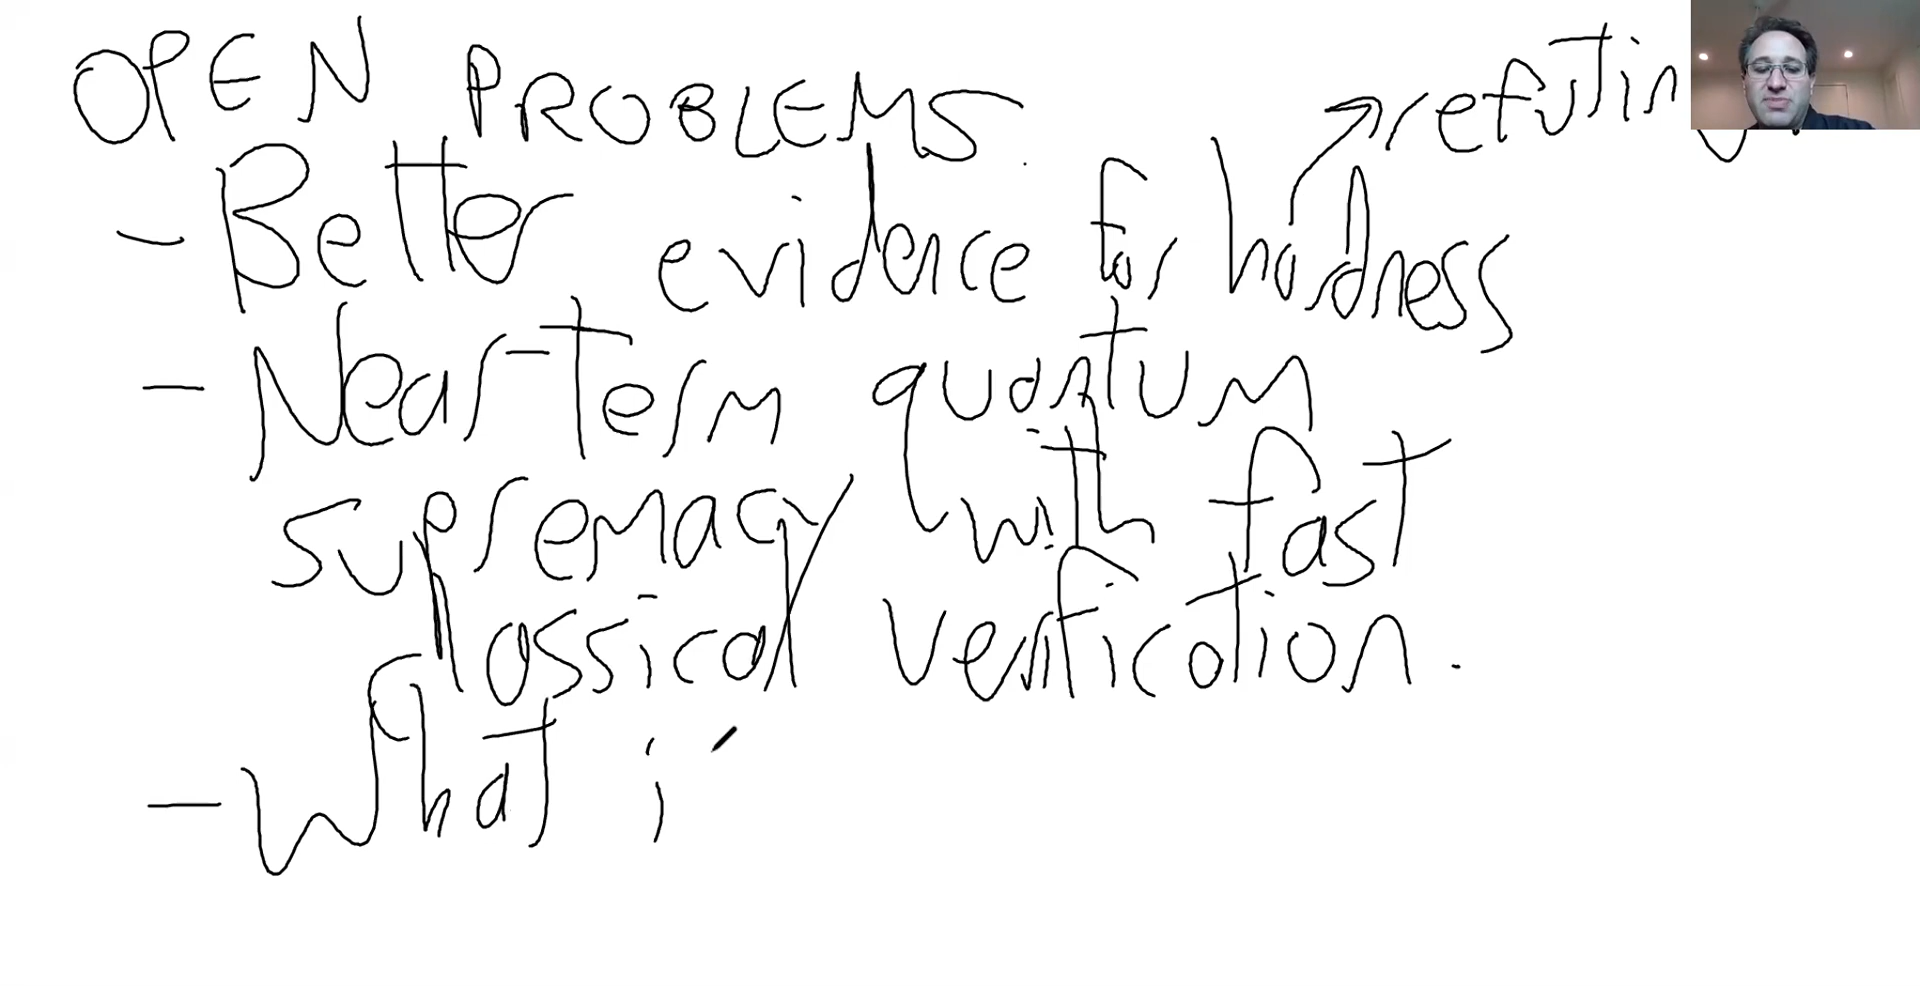 OPEN PROBLEMS.
refuting
- Better evidence for hardness
- Near-term quantum
supremacy with fast
classical verification.
- What i